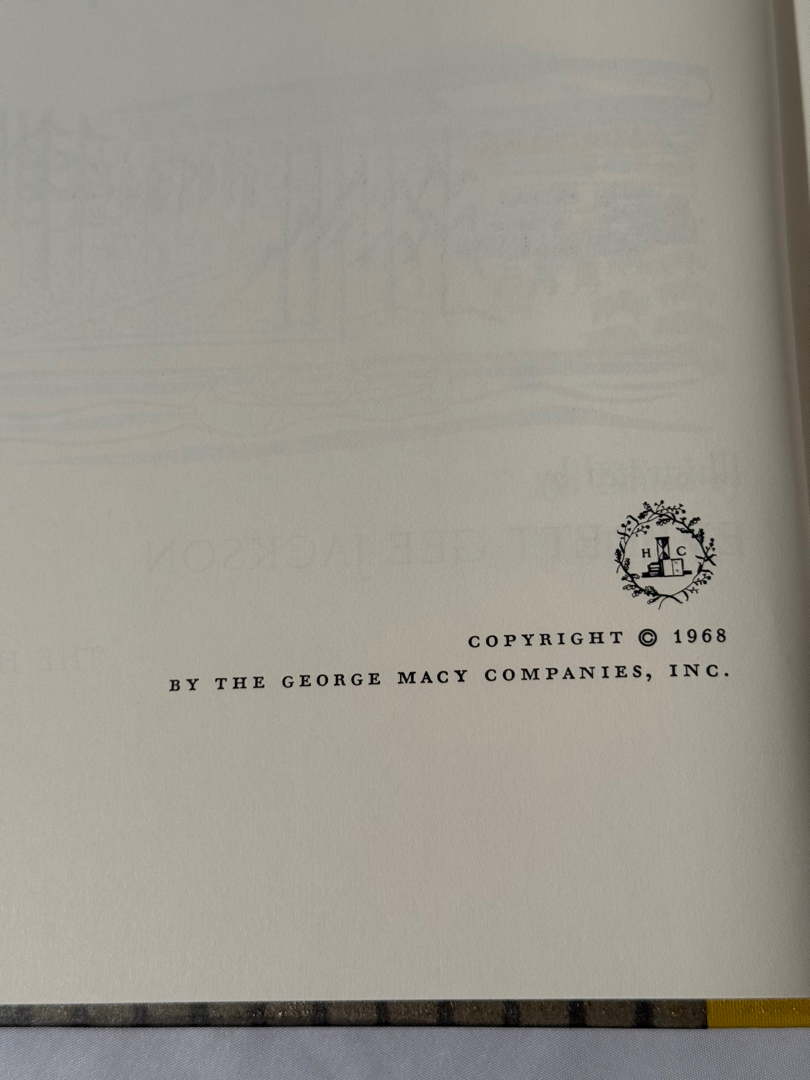 H C
COPYRIGHT © 1968
BY THE GEORGE MACY COMPANIES, INC.